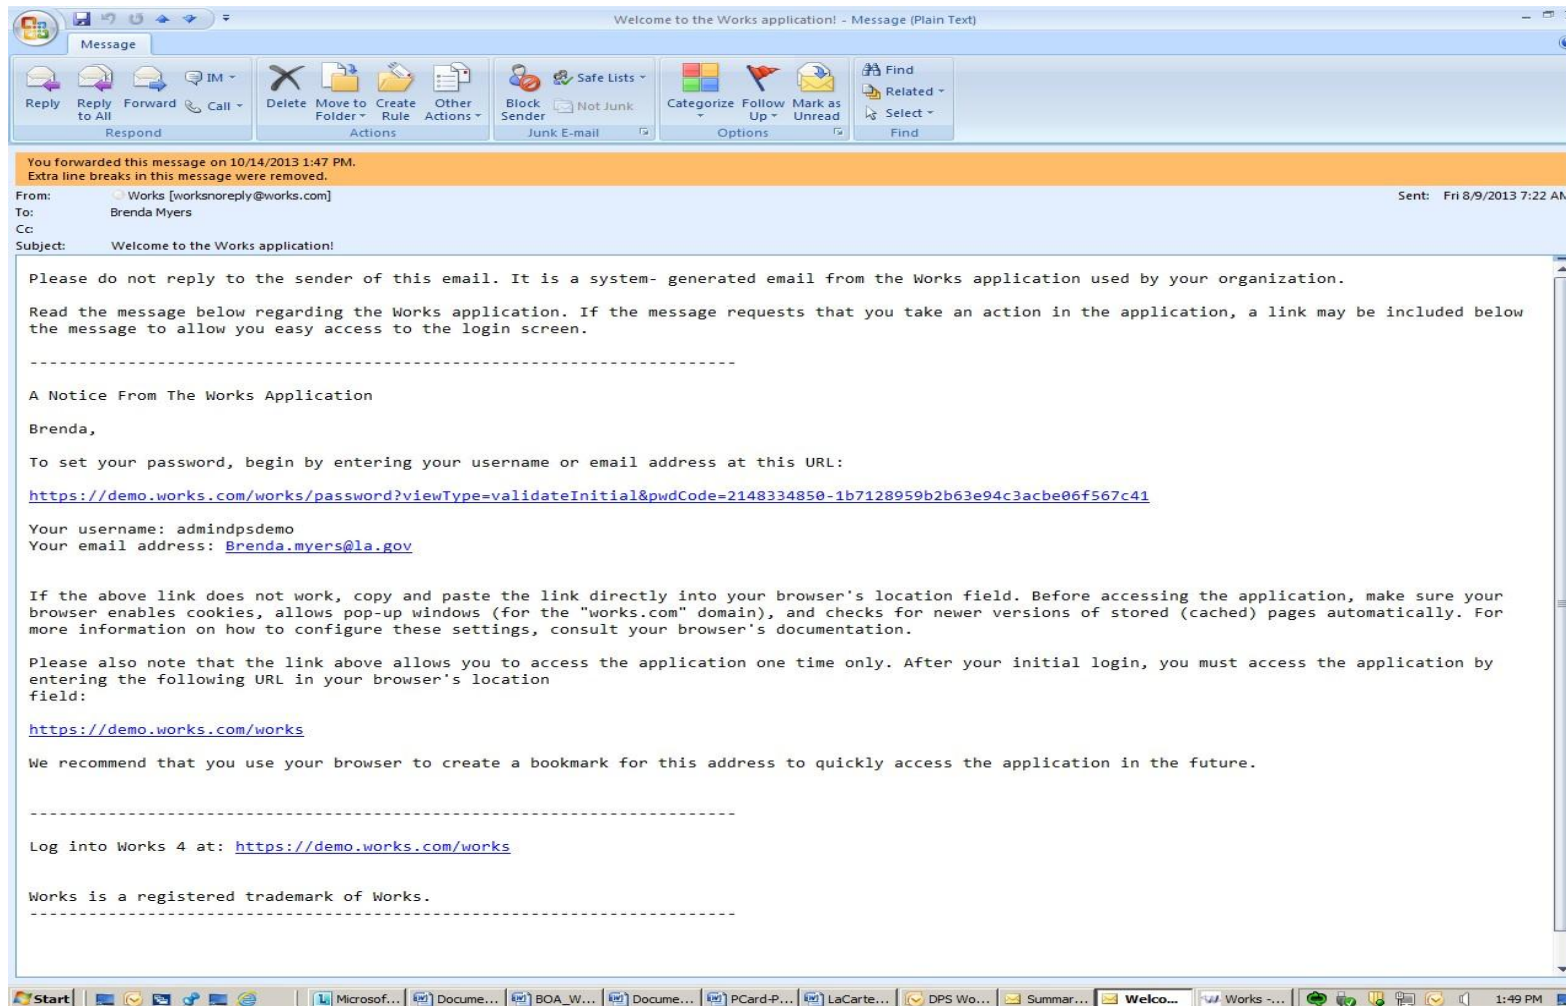 Welcome to the Works application! - Message (Plain Text)
Message
Reply
Reply to All
Forward
IM
Call
Respond
Delete
Move to Folder
Create Rule
Other Actions
Actions
Block Sender
Safe Lists
Not Junk
Junk E-mail
Categorize
Follow Up
Mark as Unread
Options
Find
Related
Select
Find
You forwarded this message on 10/14/2013 1:47 PM.
Extra line breaks in this message were removed.
From: Works [worksnoreply@works.com] Sent: Fri 8/9/2013 7:22 AM
To: Brenda Myers
Cc:
Subject: Welcome to the Works application!
Please do not reply to the sender of this email. It is a system- generated email from the Works application used by your organization.
Read the message below regarding the Works application. If the message requests that you take an action in the application, a link may be included below
the message to allow you easy access to the login screen.
------------------------------------------------------------------------
A Notice From The Works Application
Brenda,
To set your password, begin by entering your username or email address at this URL:
https://demo.works.com/works/password?viewType=validateInitial&pwdCode=2148334850-1b7128959b2b63e94c3acbe06f567c41
Your username: admindpsdemo
Your email address: Brenda.myers@la.gov
If the above link does not work, copy and paste the link directly into your browser's location field. Before accessing the application, make sure your
browser enables cookies, allows pop-up windows (for the "works.com" domain), and checks for newer versions of stored (cached) pages automatically. For
more information on how to configure these settings, consult your browser's documentation.
Please also note that the link above allows you to access the application one time only. After your initial login, you must access the application by
entering the following URL in your browser's location
field:
https://demo.works.com/works
We recommend that you use your browser to create a bookmark for this address to quickly access the application in the future.
------------------------------------------------------------------------
Log into Works 4 at: https://demo.works.com/works
Works is a registered trademark of Works.
------------------------------------------------------------------------
Start Microsof... Docume... BOA_W... Docume... PCard-P... LaCarte... DPS Wo... Summar... Welco... Works -... 1:49 PM